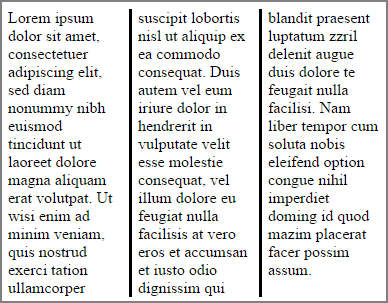 Lorem ipsum
dolor sit amet,
consectetuer
adipiscing elit,
sed diam
nonummy nibh
euismod
tincidunt ut
laoreet dolore
magna aliquam
erat volutpat. Ut
wisi enim ad
minim veniam,
quis nostrud
exerci tation
ullamcorper
suscipit lobortis
nisl ut aliquip ex
ea commodo
consequat. Duis
autem vel eum
iriure dolor in
hendrerit in
vulputate velit
esse molestie
consequat, vel
illum dolore eu
feugiat nulla
facilisis at vero
eros et accumsan
et iusto odio
dignissim qui
blandit praesent
luptatum zzril
delenit augue
duis dolore te
feugait nulla
facilisi. Nam
liber tempor cum
soluta nobis
eleifend option
congue nihil
imperdiet
doming id quod
mazim placerat
facer possim
assum.